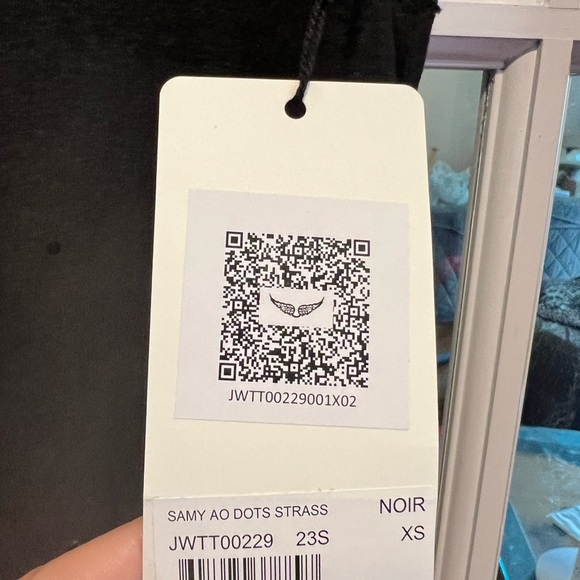 JWTT00229001X02
SAMY AO DOTS STRASS NOIR
JWTT00229 23S XS